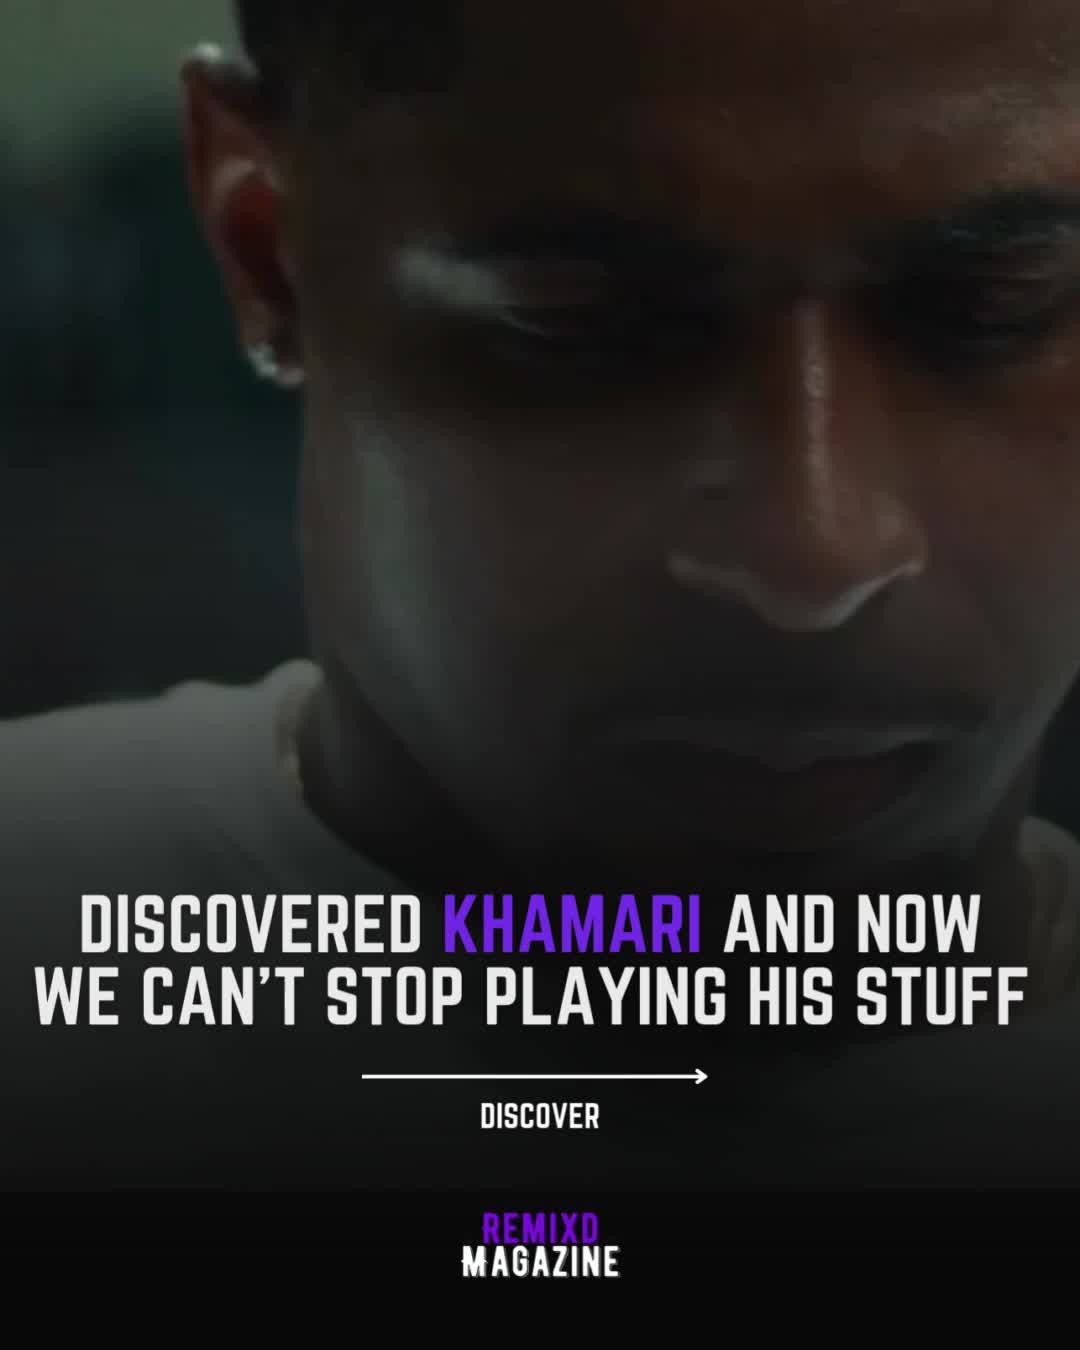 DISCOVERED KHAMARI AND NOW
WE CAN'T STOP PLAYING HIS STUFF
DISCOVER
REMIXD
MAGAZINE